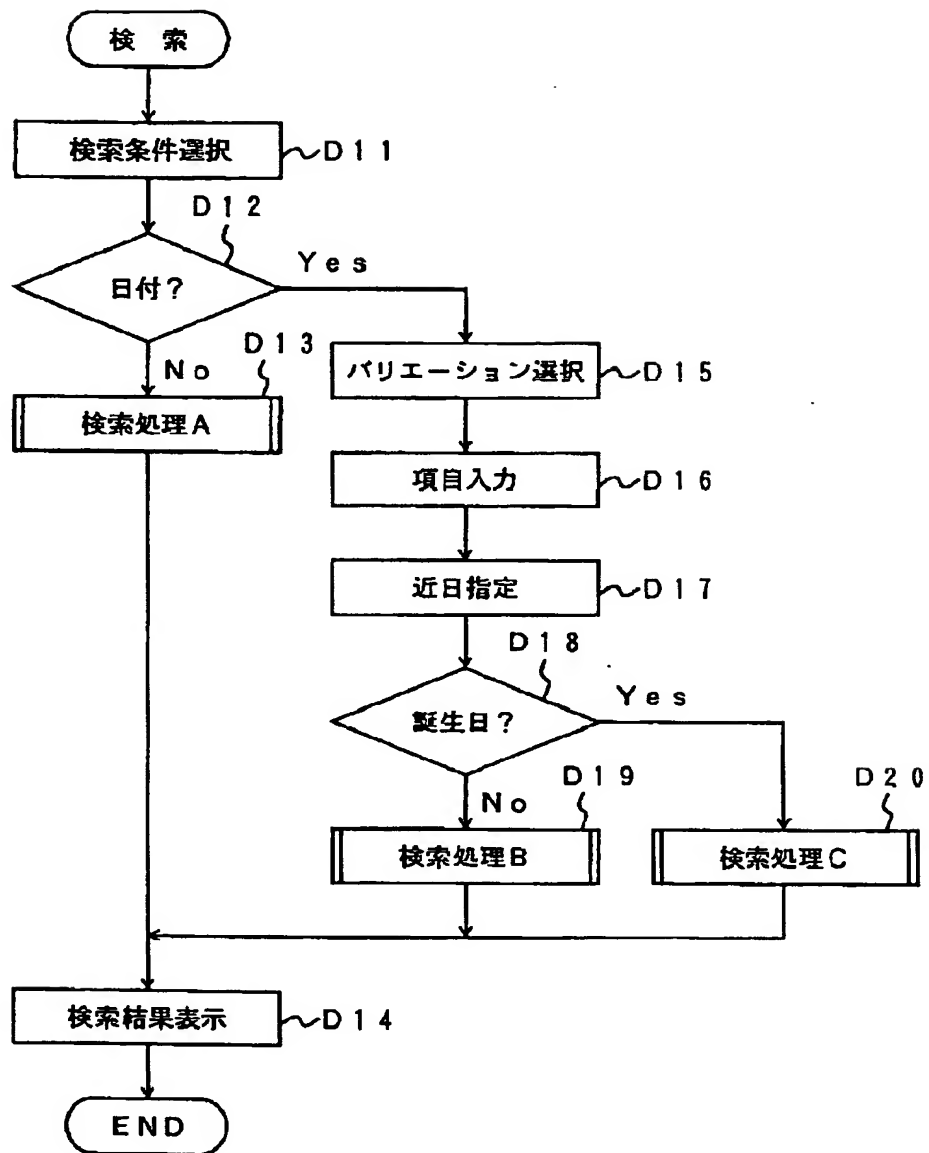 検 索
検索条件選択
D11
D12
日付?
Yes
No
D13
検索処理A
バリエーション選択
D15
項目入力
D16
近日指定
D17
D18
誕生日?
Yes
No
D19
検索処理B
D20
検索処理C
検索結果表示
D14
END